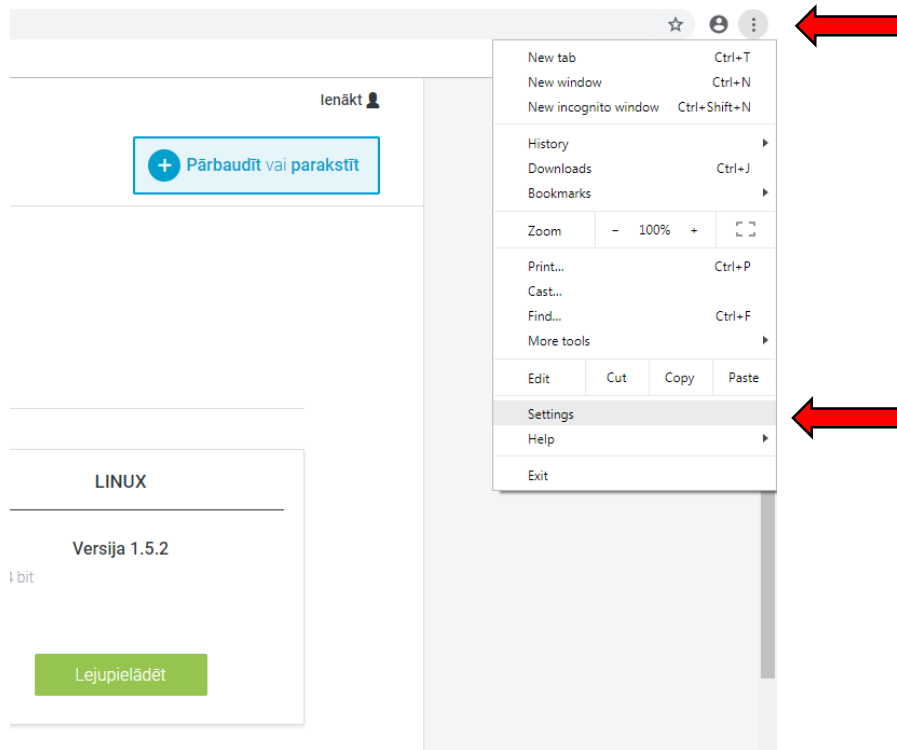 Ienākt
Pārbaudīt vai parakstīt
LINUX
Versija 1.5.2
4 bit
Lejupielādēt
New tab Ctrl+T
New window Ctrl+N
New incognito window Ctrl+Shift+N
History
Downloads Ctrl+J
Bookmarks
Zoom - 100% +
Print... Ctrl+P
Cast...
Find... Ctrl+F
More tools
Edit Cut Copy Paste
Settings
Help
Exit